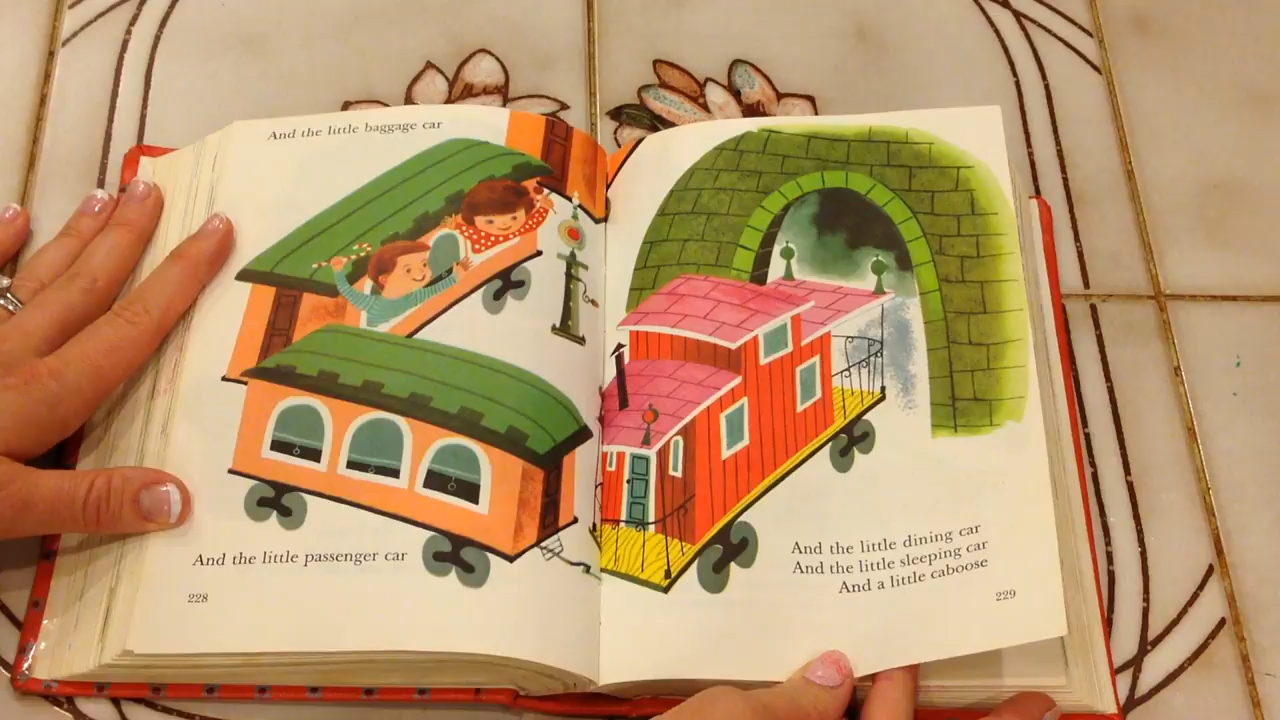 And the little baggage car
And the little passenger car
228
And the little dining car
And the little sleeping car
And a little caboose
229